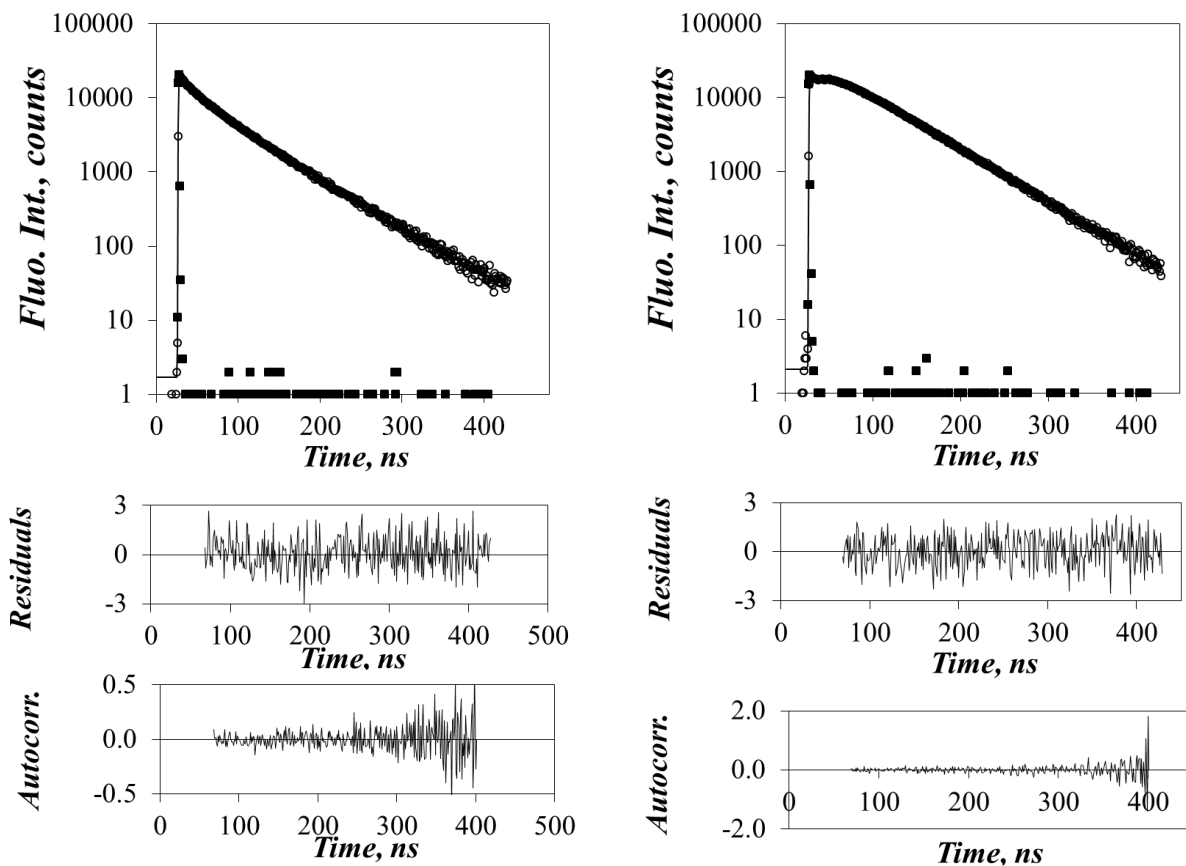 100000
10000
1000
100
10
1
0 100 200 300 400
Fluo. Int., counts
Time, ns
3
0
-3
0 100 200 300 400 500
Residuals
Time, ns
0.5
0.0
-0.5
0 100 200 300 400 500
Autocorr.
Time, ns
100000
10000
1000
100
10
1
0 100 200 300 400
Fluo. Int., counts
Time, ns
3
0
-3
0 100 200 300 400
Residuals
Time, ns
2.0
0.0
-2.0
0 100 200 300 400
Autocorr.
Time, ns